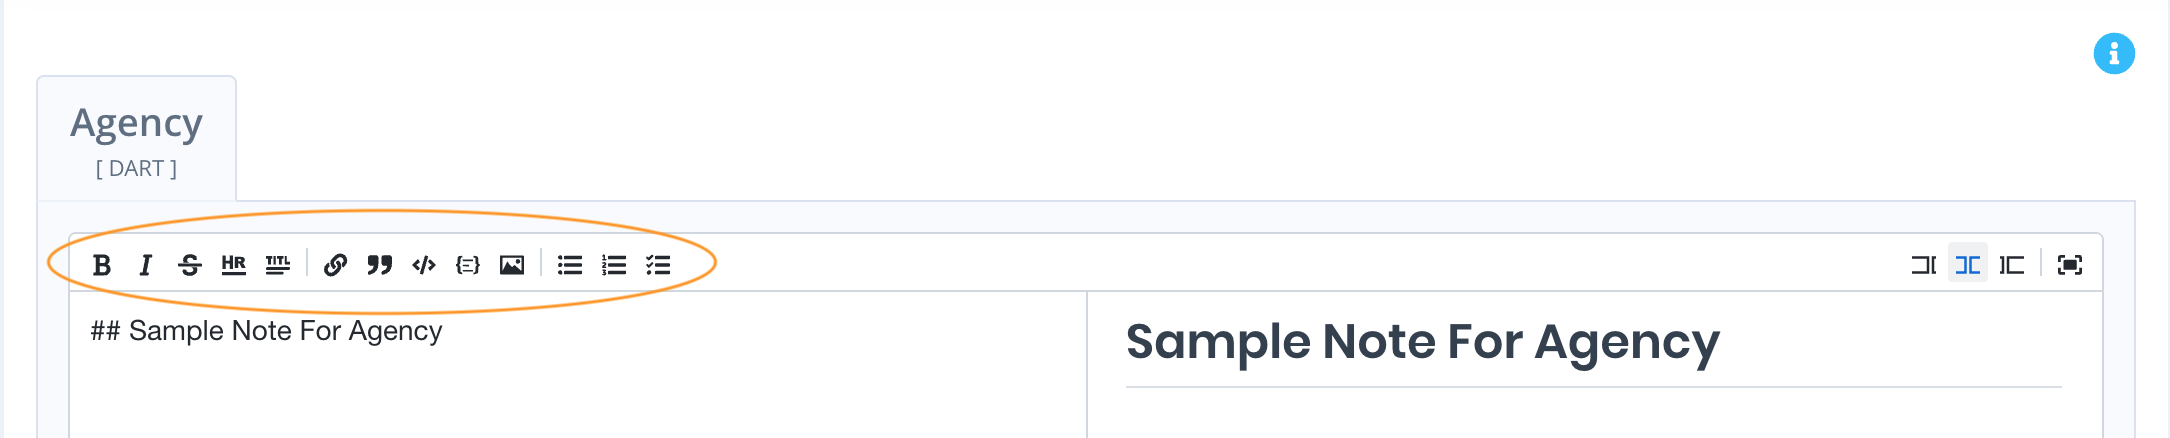 Agency
[ DART ]
B I S HR TITL
## Sample Note For Agency
Sample Note For Agency